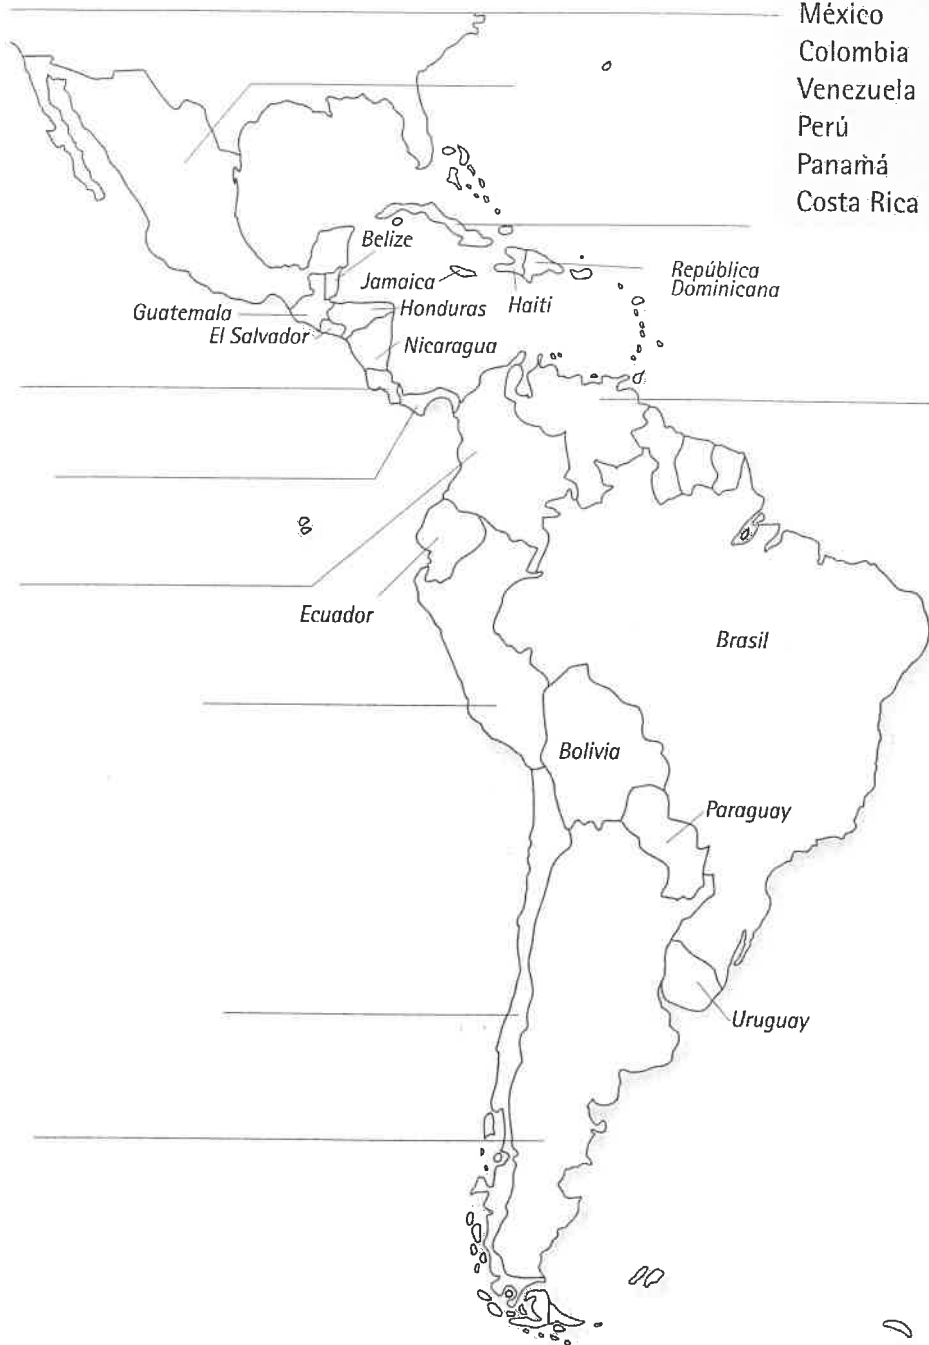 México
Colombia
Venezuela
Perú
Panamá
Costa Rica
Belize
Jamaica
Haiti
República
Dominicana
Guatemala
Honduras
El Salvador
Nicaragua
Ecuador
Brasil
Bolivia
Paraguay
Uruguay